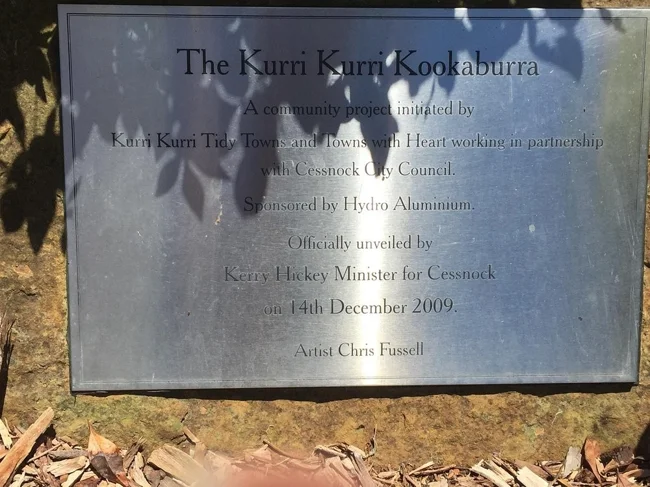 The Kurri Kurri Kookaburra
A community project initiated by
Kurri Kurri Tidy Towns and Towns with Heart working in partnership
with Cessnock City Council.
Sponsored by Hydro Aluminium.
Officially unveiled by
Kerry Hickey Minister for Cessnock
on 14th December 2009.
Artist Chris Fussell